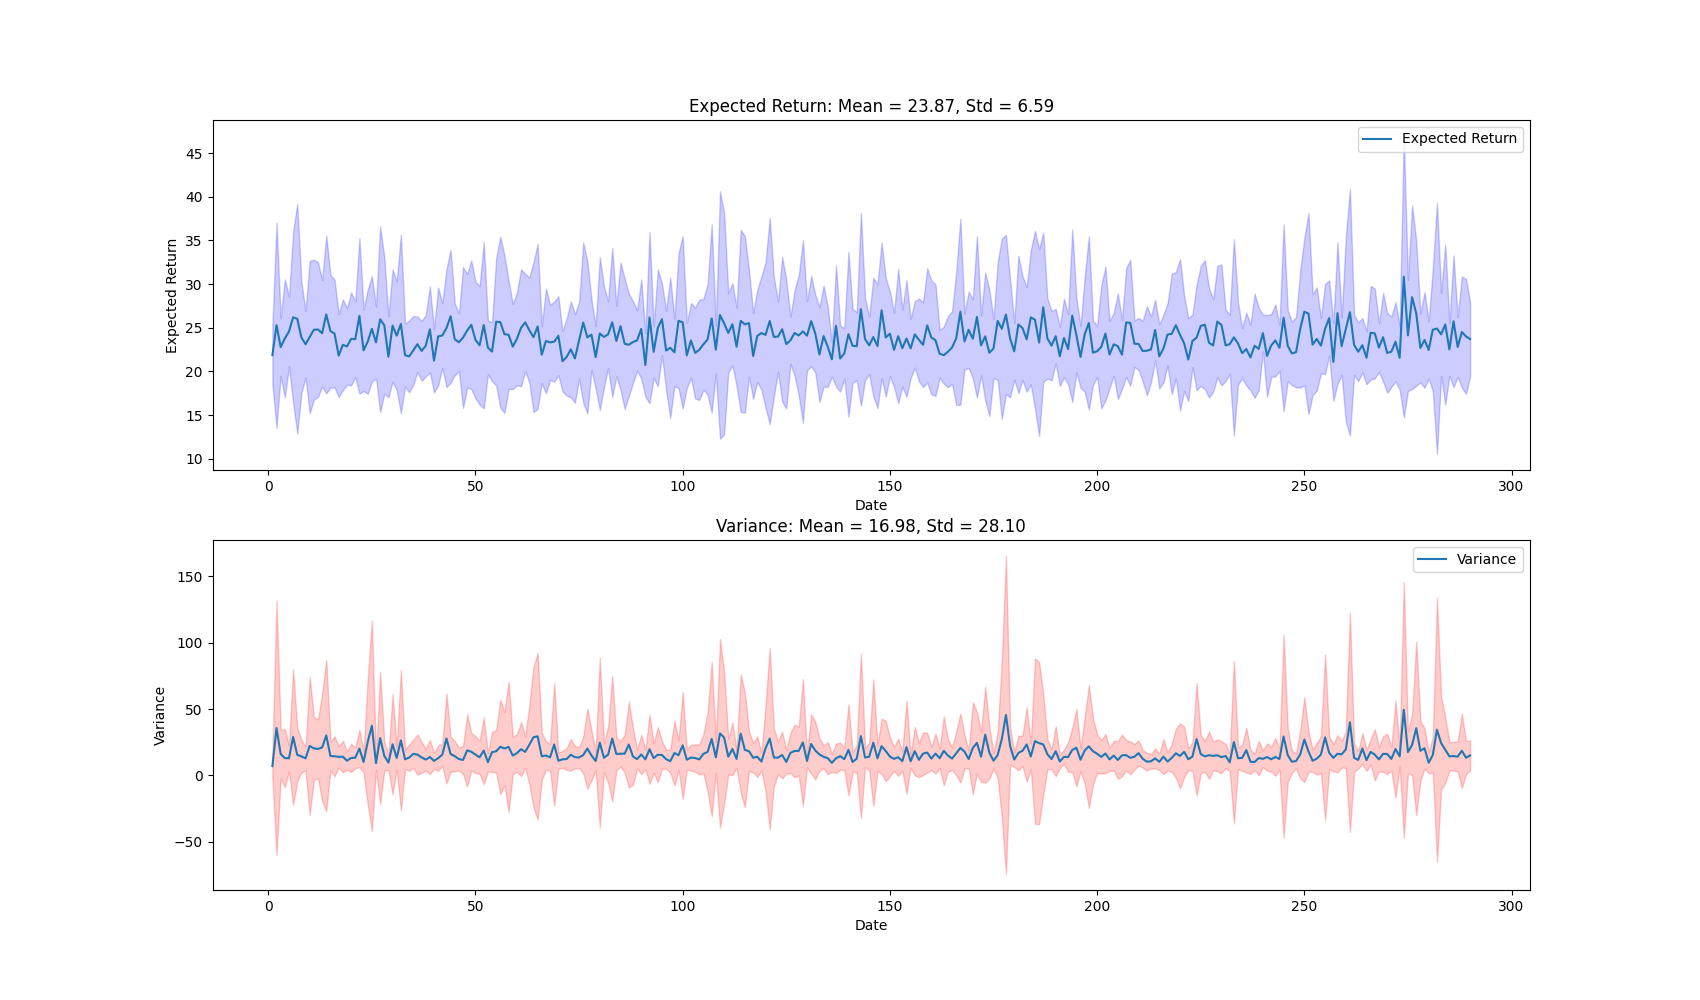 Expected Return: Mean = 23.87, Std = 6.59
Expected Return
45
40
35
30
25
20
15
10
Expected Return
0 50 100 150 200 250 300
Date
Variance: Mean = 16.98, Std = 28.10
Variance
150
100
50
0
−50
Variance
0 50 100 150 200 250 300
Date